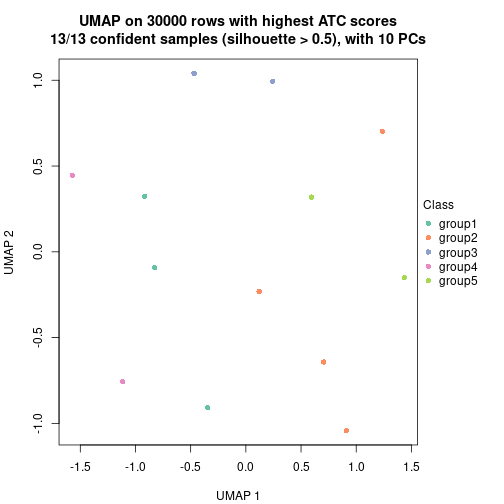 UMAP on 30000 rows with highest ATC scores
13/13 confident samples (silhouette > 0.5), with 10 PCs
1.0
0.5
0.0
-0.5
-1.0
UMAP 2
Class
group1
group2
group3
group4
group5
-1.5 -1.0 -0.5 0.0 0.5 1.0 1.5
UMAP 1